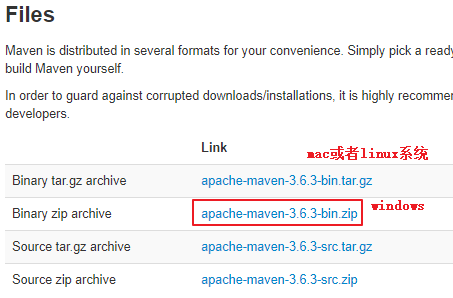 Files
Maven is distributed in several formats for your convenience. Simply pick a ready
build Maven yourself.
In order to guard against corrupted downloads/installations, it is highly recomme
developers.
Link
mac或者linux系统
Binary tar.gz archive apache-maven-3.6.3-bin.tar.gz
Binary zip archive apache-maven-3.6.3-bin.zip windows
Source tar.gz archive apache-maven-3.6.3-src.tar.gz
Source zip archive apache-maven-3.6.3-src.zip